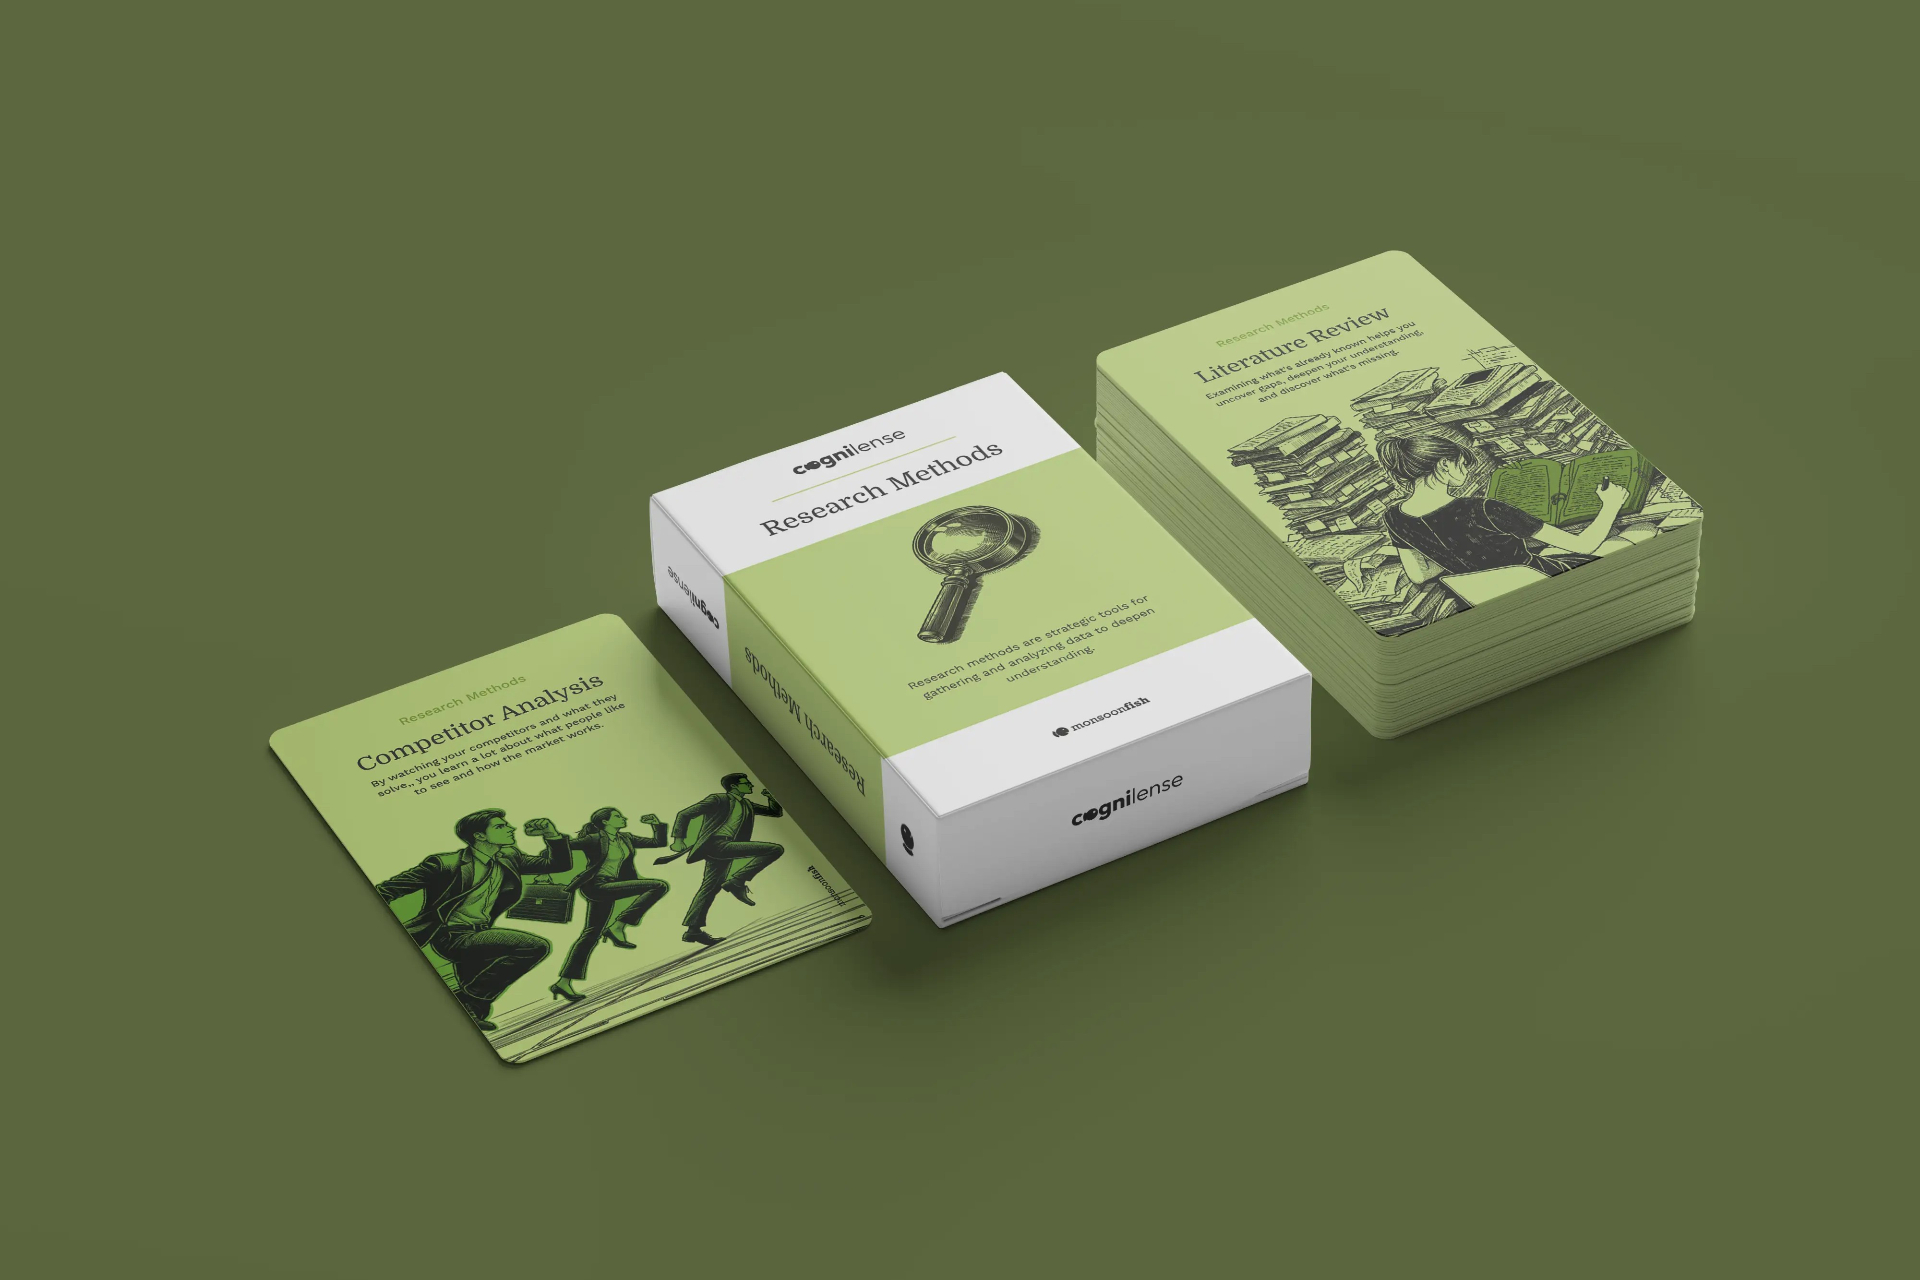 Research Methods
Competitor Analysis
By watching your competitors and what they
solve,, you learn a lot about what people like
to see and how the market works.
monsoonfish
cognilense
Research Methods
Research methods are strategic tools for
gathering and analyzing data to deepen
understanding.
monsoonfish
cognilense
Research Methods
cognilense
Research Methods
Literature Review
Examining what's already known helps you
uncover gaps, deepen your understanding,
and discover what's missing.